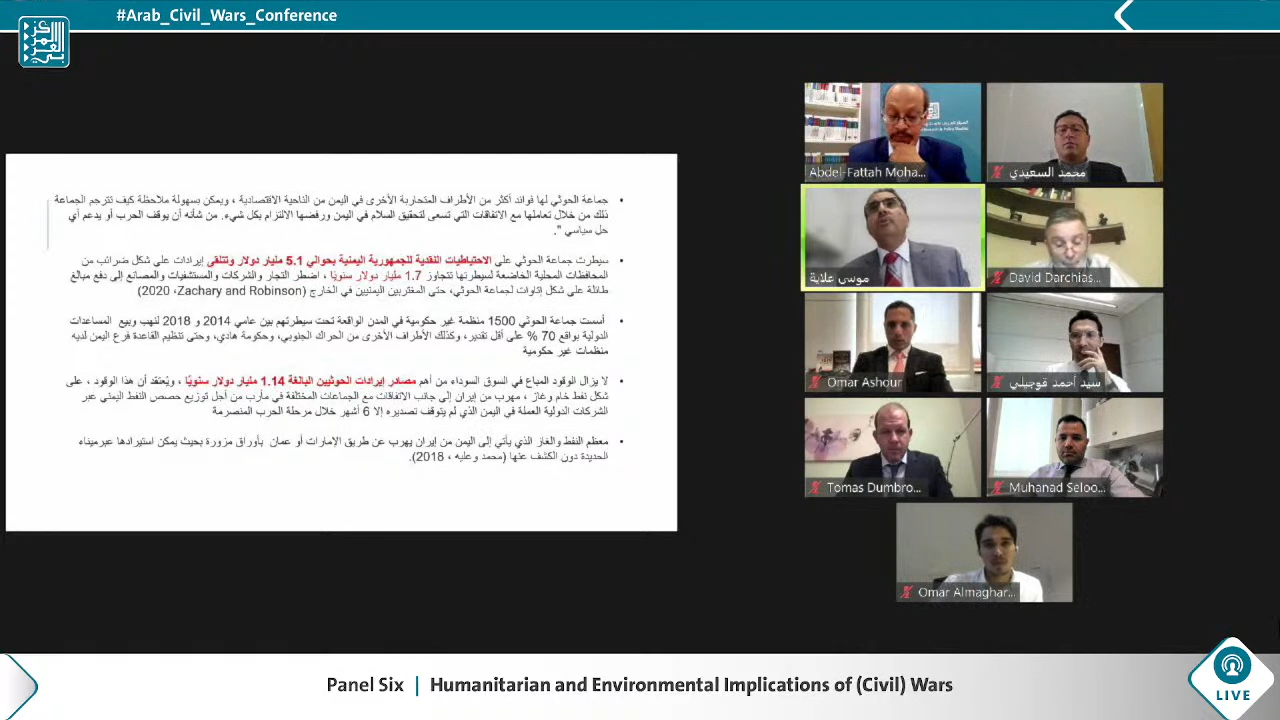 #Arab_Civil_Wars_Conference
جماعة الحوثي لها فوائد أكثر من الأطراف المتحاربة الأخرى في اليمن من الناحية الاقتصادية ، ويمكن بسهولة ملاحظة كيف تترجم الجماعة
ذلك من خلال تعاملها مع الاتفاقات التي تسعى لتحقيق السلام في اليمن ورفضها الالتزام بكل شيء. من شأنه أن يوقف الحرب أو يدعم أي
حل سياسي ".
سيطرت جماعة الحوثي على الاحتياطيات النقدية للجمهورية اليمنية بحوالي 5.1 مليار دولار وتتلقى إيرادات على شكل ضرائب من
المحافظات المحلية الخاضعة لسيطرتها تتجاوز 1.7 مليار دولار سنويًا ، اضطر التجار والشركات والمستشفيات والمصانع إلى دفع مبالغ
طائلة على شكل إتاوات لجماعة الحوثي، حتى المغتربين اليمنيين في الخارج (Zachary and Robinson، 2020)
أسست جماعة الحوثي 1500 منظمة غير حكومية في المدن الواقعة تحت سيطرتهم بين عامي 2014 و 2018 لنهب وبيع المساعدات
الدولية بواقع 70 % على أقل تقدير، وكذلك الأطراف الأخرى من الحراك الجنوبي، وحكومة هادي، وحتى تنظيم القاعدة فرع اليمن لديه
منظمات غير حكومية
لا يزال الوقود المباع في السوق السوداء من أهم مصادر إيرادات الحوثيين البالغة 1.14 مليار دولار سنويًا ، ويُعتقد أن هذا الوقود ، على
شكل نفط خام وغاز ، مهرب من إيران إلى جانب الاتفاقات مع الجماعات المختلفة في مأرب من أجل توزيع حصص النفط اليمني عبر
الشركات الدولية العملة في اليمن الذي لم يتوقف تصديره إلا 6 أشهر خلال مرحلة الحرب المنصرمة
معظم النفط والغاز الذي يأتي إلى اليمن من إيران يهرب عن طريق الامارات أو عمان بأوراق مزورة بحيث يمكن استيرادها عبرميناء
الحديدة دون الكشف عنها (محمد وعليه ، 2018).
Abdel-Fattah Moha...
محمد السعيدي
موسى علاية
David Darchias...
Omar Ashour
سيد أحمد قوجيلي
Tomas Dumbro...
Muhanad Seloo...
Omar Almaghar...
Panel Six | Humanitarian and Environmental Implications of (Civil) Wars
LIVE